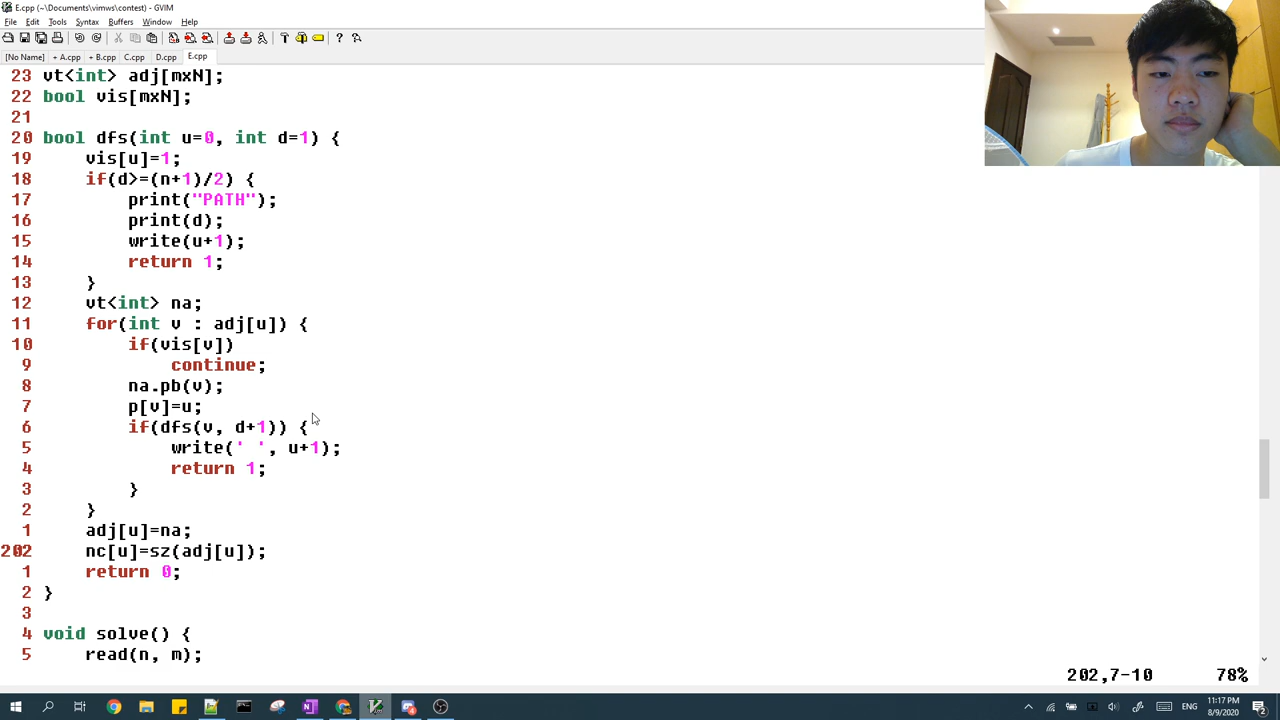 E.cpp (~\Documents\vimws\contest) - GVIM
File Edit Tools Syntax Buffers Window Help
[No Name] + A.cpp + B.cpp C.cpp D.cpp E.cpp
23 vt<int> adj[mxN];
22 bool vis[mxN];
21
20 bool dfs(int u=0, int d=1) {
19 vis[u]=1;
18 if(d>=(n+1)/2) {
17 print("PATH");
16 print(d);
15 write(u+1);
14 return 1;
13 }
12 vt<int> na;
11 for(int v : adj[u]) {
10 if(vis[v])
9 continue;
8 na.pb(v);
7 p[v]=u;
6 if(dfs(v, d+1)) {
5 write(' ', u+1);
4 return 1;
3 }
2 }
1 adj[u]=na;
202 nc[u]=sz(adj[u]);
1 return 0;
2 }
3
4 void solve() {
5 read(n, m);
202,7-10 78%
ENG 11:17 PM
8/9/2020
2